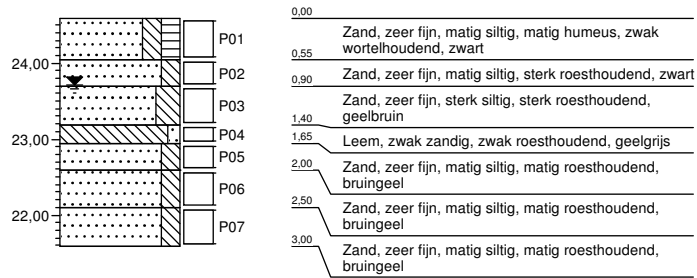 24,00
23,00
22,00
P01
P02
P03
P04
P05
P06
P07
0,00
Zand, zeer fijn, matig siltig, matig humeus, zwak
wortelhoudend, zwart
0,55
Zand, zeer fijn, matig siltig, sterk roesthoudend, zwart
0,90
Zand, zeer fijn, sterk siltig, sterk roesthoudend,
geelbruin
1,40
Leem, zwak zandig, zwak roesthoudend, geelgrijs
1,65
Zand, zeer fijn, matig siltig, matig roesthoudend,
bruingeel
2,00
Zand, zeer fijn, matig siltig, matig roesthoudend,
bruingeel
2,50
Zand, zeer fijn, matig siltig, matig roesthoudend,
bruingeel
3,00